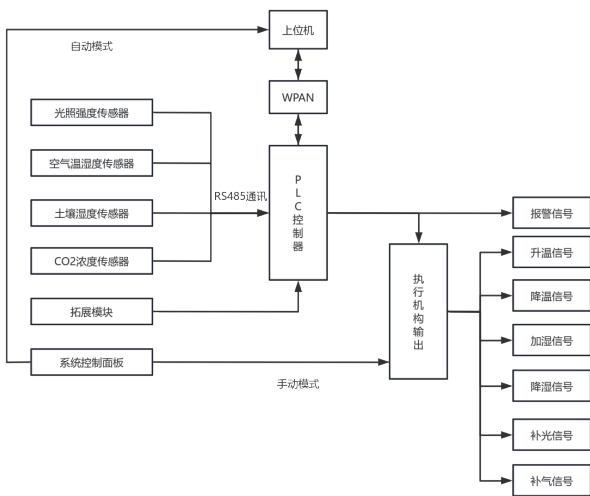 上位机
自动模式
WPAN
光照强度传感器
空气温湿度传感器
土壤湿度传感器
CO2浓度传感器
拓展模块
系统控制面板
RS485通讯
PLC控制器
手动模式
执行机构输出
报警信号
升温信号
降温信号
加湿信号
降湿信号
补光信号
补气信号